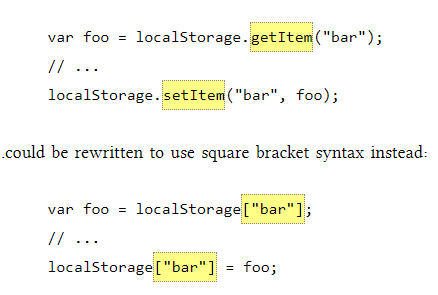 var foo = localStorage.getItem("bar");
// ...
localStorage.setItem("bar", foo);
.could be rewritten to use square bracket syntax instead:
var foo = localStorage["bar"];
// ...
localStorage["bar"] = foo;